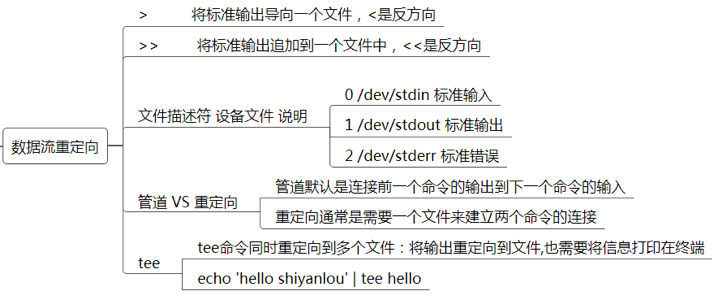 > 将标准输出导向一个文件，<是反方向
>> 将标准输出追加到一个文件中，<<是反方向
数据流重定向
文件描述符 设备文件 说明
0 /dev/stdin 标准输入
1 /dev/stdout 标准输出
2 /dev/stderr 标准错误
管道 VS 重定向
管道默认是连接前一个命令的输出到下一个命令的输入
重定向通常是需要一个文件来建立两个命令的连接
tee
tee命令同时重定向到多个文件：将输出重定向到文件,也需要将信息打印在终端
echo 'hello shiyanlou' | tee hello